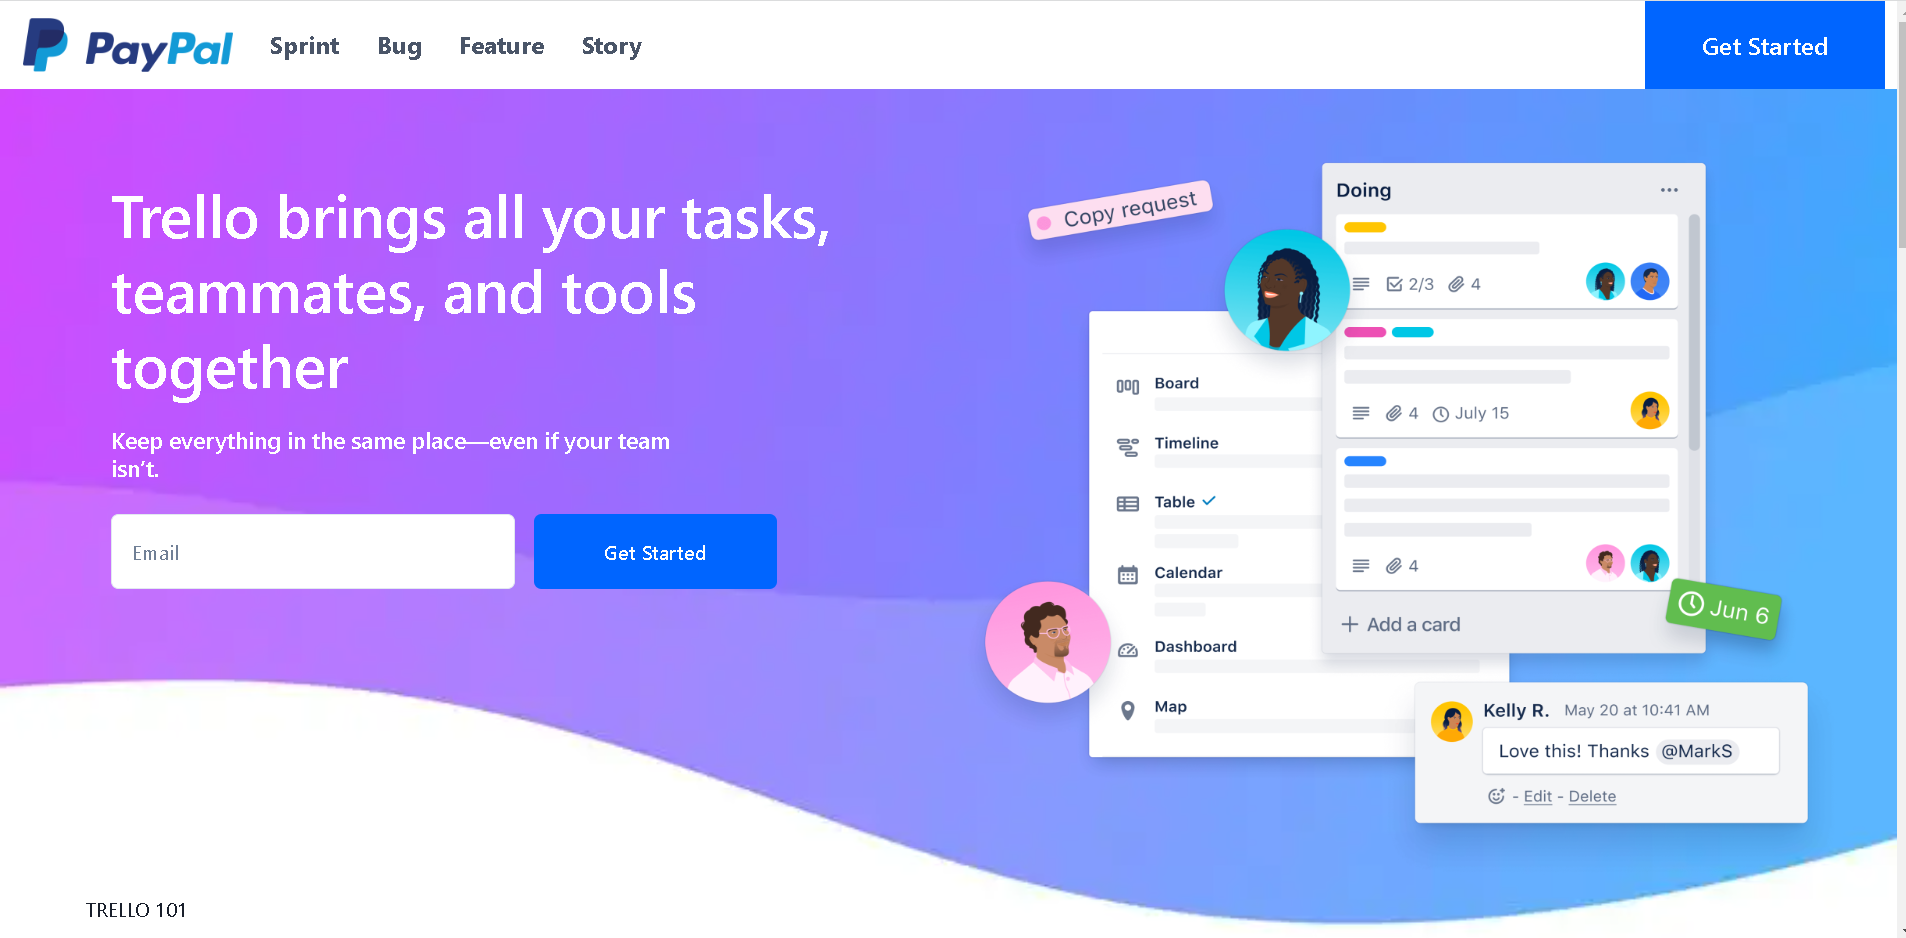 PayPal Sprint Bug Feature Story Get Started
Trello brings all your tasks,
teammates, and tools
together
Keep everything in the same place—even if your team
isn’t.
Email
Get Started
Copy request
Doing
2/3 4
4 July 15
4
Add a card
Jun 6
Board
Timeline
Table
Calendar
Dashboard
Map
Kelly R. May 20 at 10:41 AM
Love this! Thanks @MarkS
- Edit - Delete
TRELLO 101